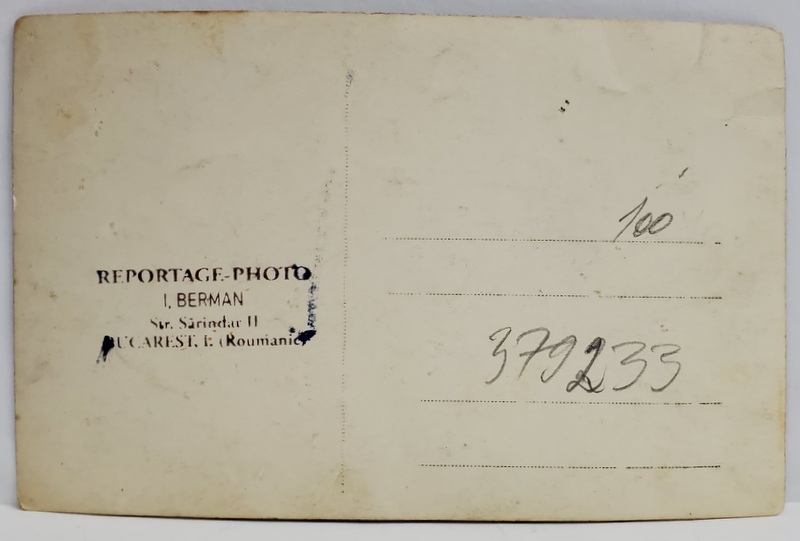 REPORTAGE-PHOTO
I. BERMAN
Str. Sărindar 11
BUCAREST, I. (Roumanie)
100
379233